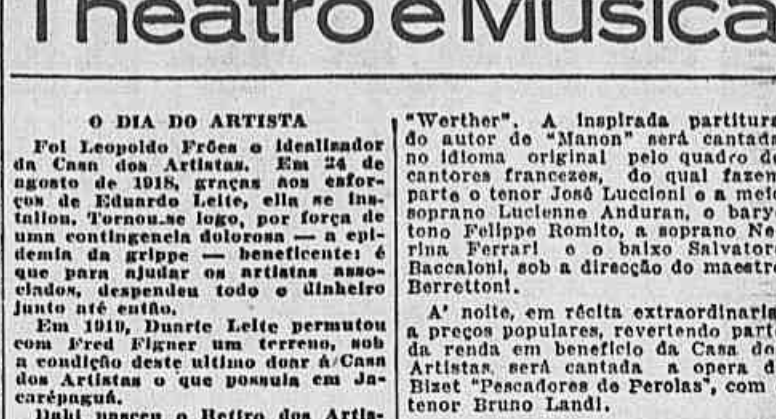 Theatro e Musica
O DIA DO ARTISTA
Foi Leopoldo Frões o idealisador
da Casa dos Artistas. Em 24 de
agosto de 1918, graças aos esfor-
ços de Eduardo Leite, ella se ins-
tallou. Tornou-se logo, por força de
uma contingencia dolorosa — a epi-
demia da grippe — beneficente: é
que para ajudar os artistas asso-
ciados, despendeu todo o dinheiro
junto até então.
Em 1919, Duarte Leite permutou
com Fred Figner um terreno, sob
a condição deste ultimo doar á Casa
dos Artistas o que possuia em Ja-
carépaguá.
Dahi nasceu o Retiro dos Artis-
"Werther". A inspirada partitura
do autor de "Manon" será cantada
no idioma original pelo quadro de
cantores francezes, do qual fazem
parte o tenor José Luccioni e a meio
soprano Lucienne Anduran, o bary-
tono Felippe Romito, a soprano Ne-
rina Ferrari e o baixo Salvatore
Baccaloni, sob a direcção do maestro
Berrettoni.
A' noite, em récita extraordinaria
a preços populares, revertendo parte
da renda em beneficio da Casa dos
Artistas, será cantada a opera de
Bizet "Pescadores de Perolas", com o
tenor Bruno Landi.